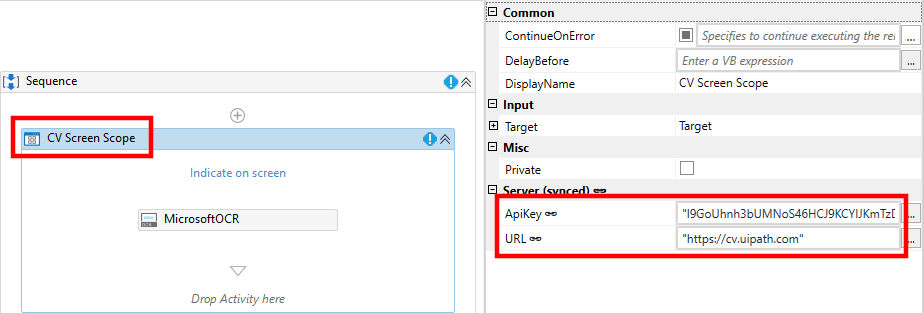 Sequence
CV Screen Scope
Indicate on screen
MicrosoftOCR
Drop Activity here
Common
ContinueOnError Specifies to continue executing the re ...
DelayBefore Enter a VB expression ...
DisplayName CV Screen Scope
Input
Target Target
Misc
Private
Server (synced)
ApiKey "I9GoUhnh3bUMNoS46HCJ9KCYIJKmTzD ...
URL "https://cv.uipath.com" ...